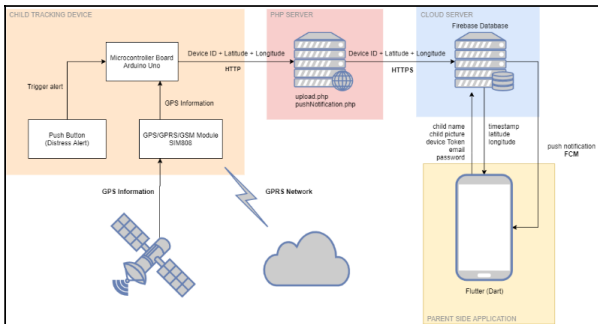 CHILD TRACKING DEVICE
Microcontroller Board
Arduino Uno
Trigger alert
GPS Information
Push Button
(Distress Alert)
GPS/GPRS/GSM Module
SIM808
GPS Information
GPRS Network
Device ID + Latitude + Longitude
HTTP
PHP SERVER
upload.php
pushNotification.php
Device ID + Latitude + Longitude
HTTPS
CLOUD SERVER
Firebase Database
child name
child picture
device Token
email
password
timestamp
latitude
longitude
push notification
FCM
Flutter (Dart)
PARENT SIDE APPLICATION